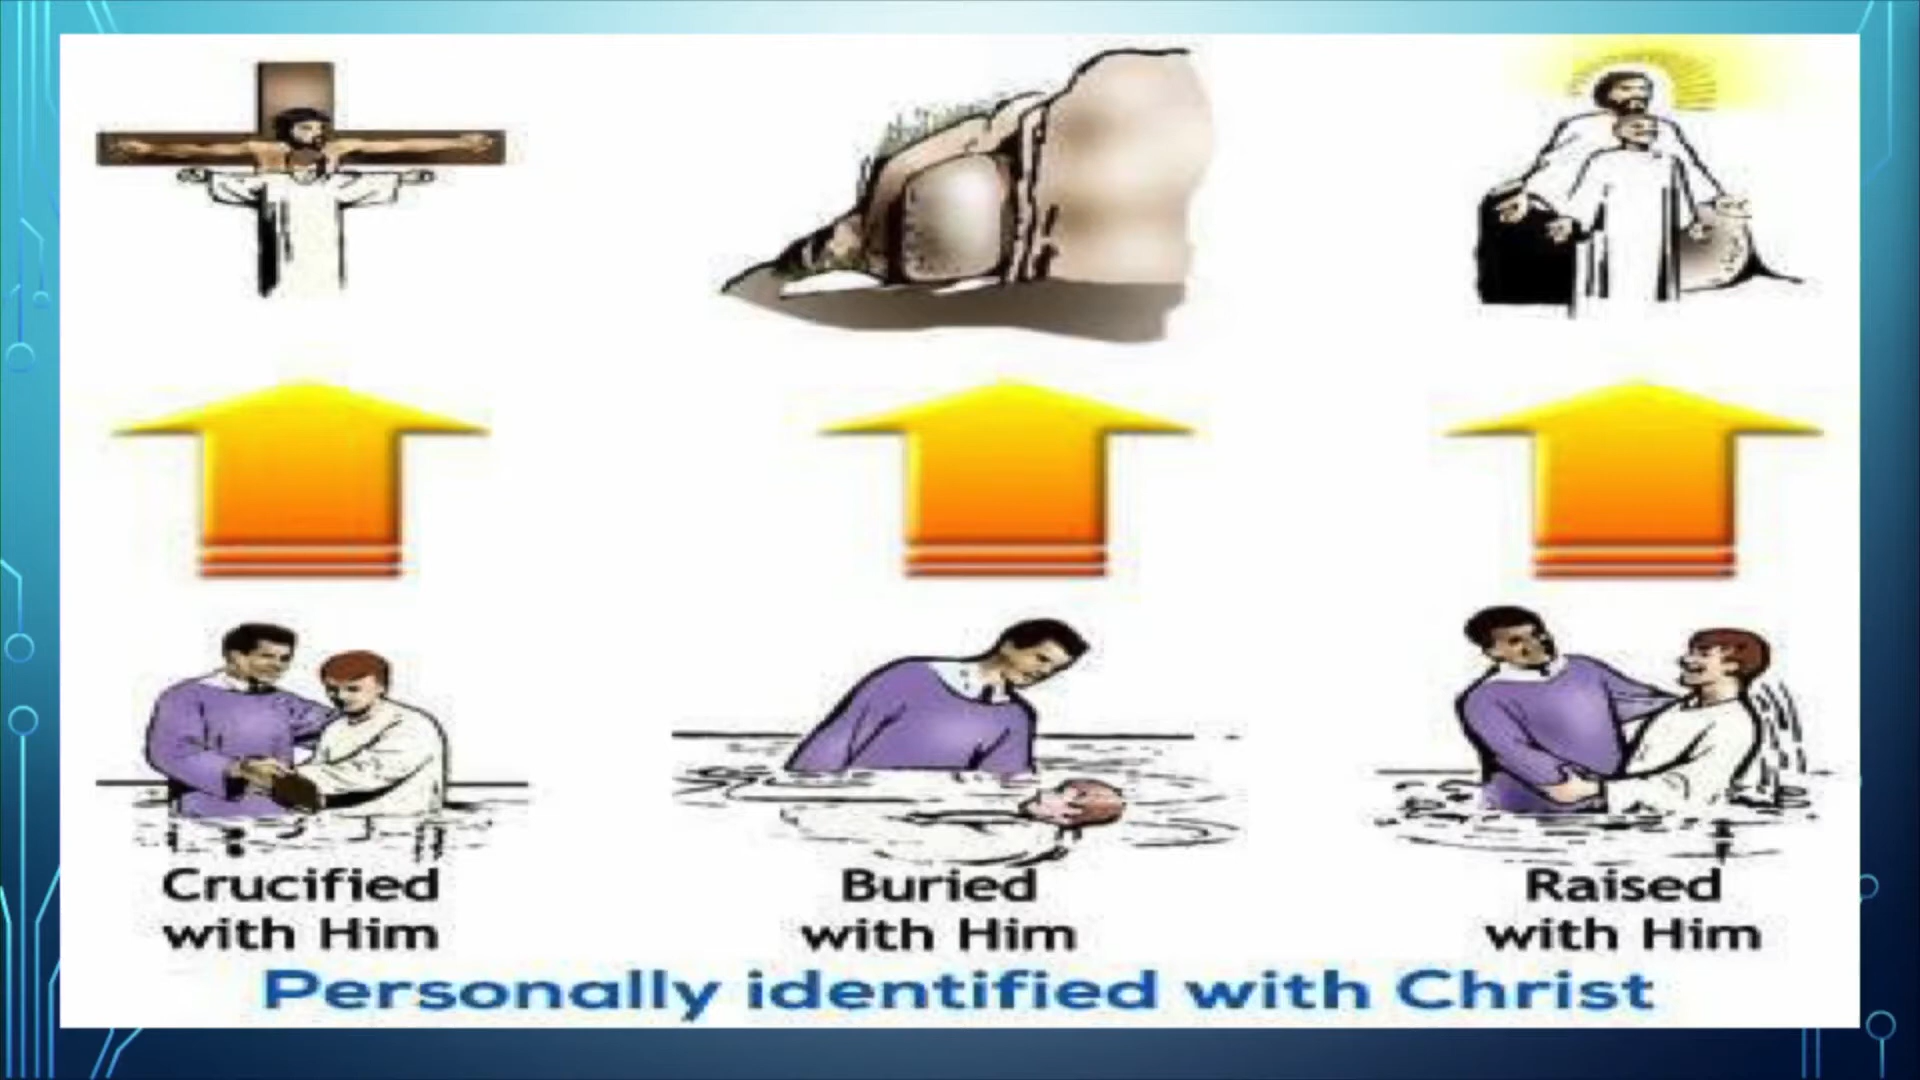 Crucified
with Him
Buried
with Him
Raised
with Him
Personally identified with Christ